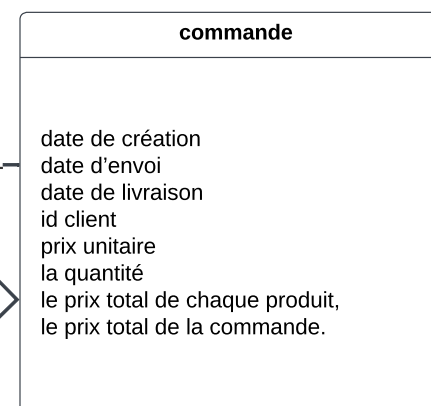 commande
date de création
date d’envoi
date de livraison
id client
prix unitaire
la quantité
le prix total de chaque produit,
le prix total de la commande.